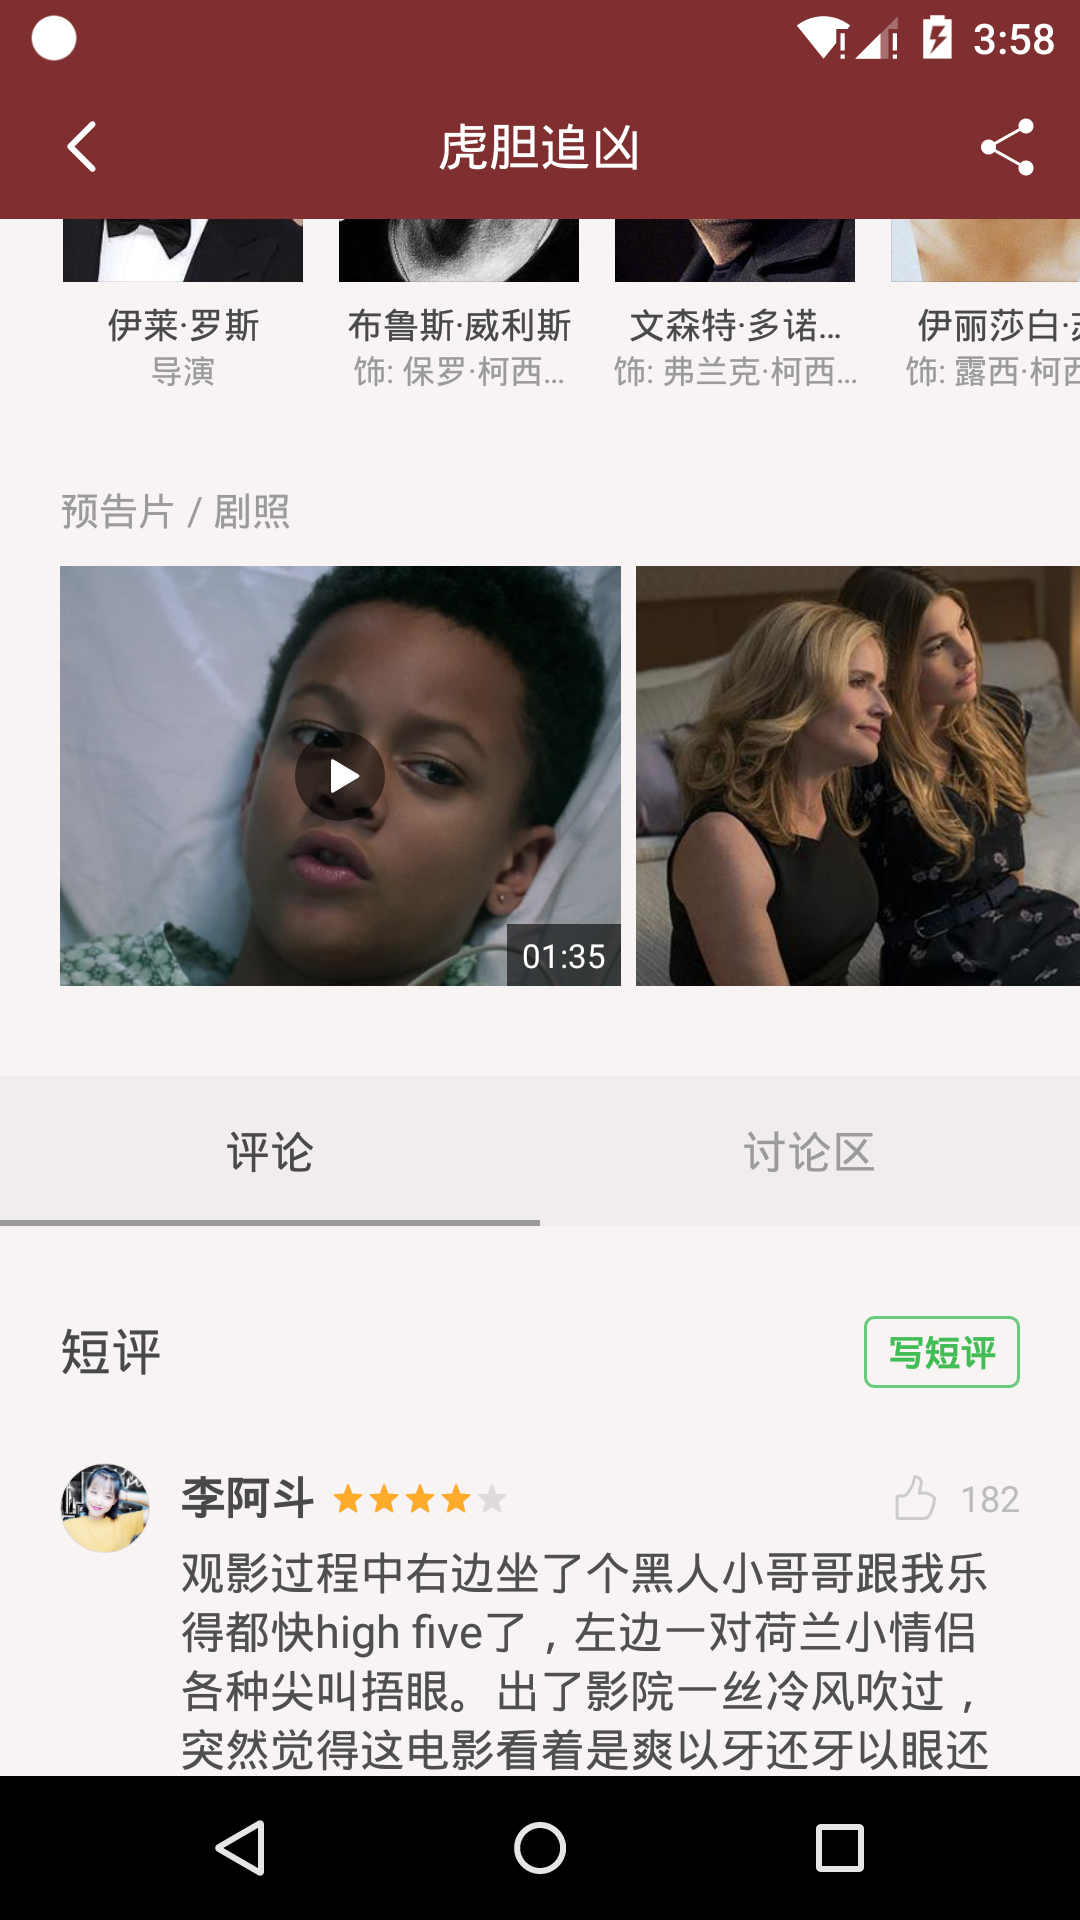 3:58
虎胆追凶
伊莱·罗斯
布鲁斯·威利斯
文森特·多诺...
伊丽莎白·
导演
饰: 保罗·柯西...
饰: 弗兰克·柯西...
饰: 露西·柯西
预告片 / 剧照
01:35
评论
讨论区
短评
写短评
李阿斗
182
观影过程中右边坐了个黑人小哥哥跟我乐
得都快high five了，左边一对荷兰小情侣
各种尖叫捂眼。出了影院一丝冷风吹过，
突然觉得这电影看着是爽以牙还牙以眼还